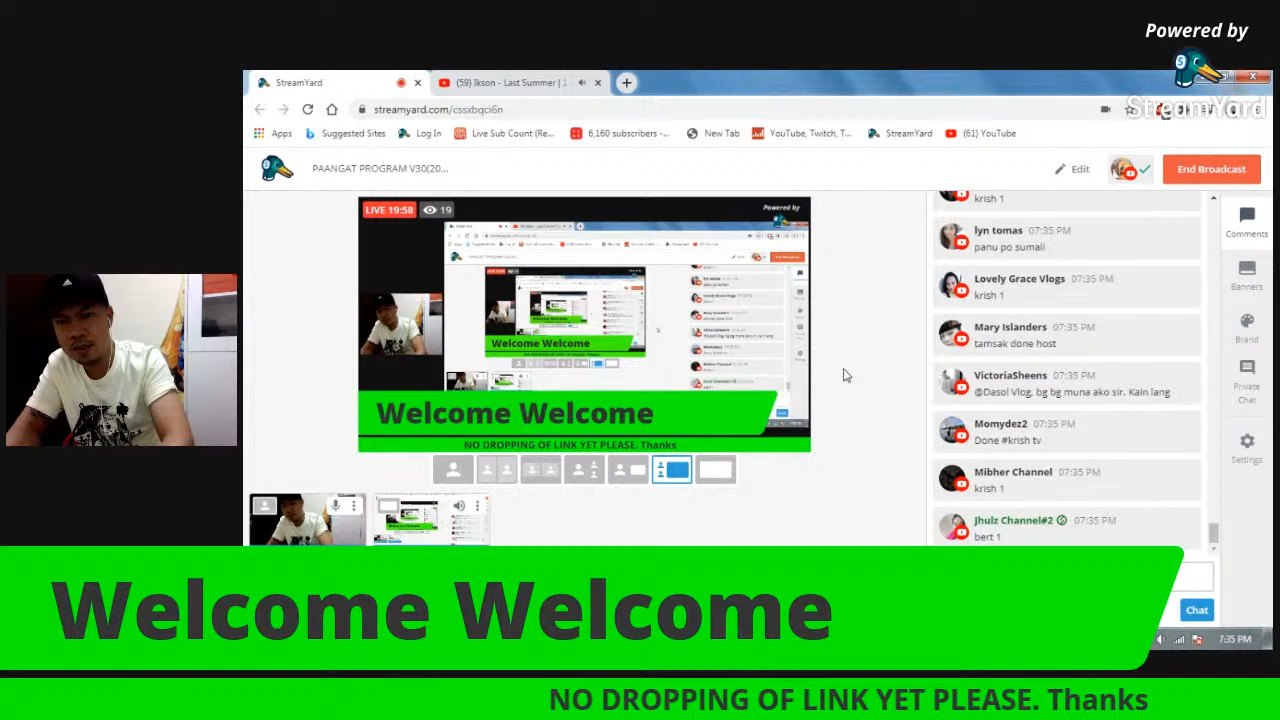 Powered by
StreamYard
StreamYard
(59) Ikson - Last Summer | 1
streamyard.com/cssxbqci6n
Apps
Suggested Sites
Log In
Live Sub Count (Re...
6,160 subscribers -...
New Tab
YouTube, Twitch, T...
StreamYard
(61) YouTube
PAANGAT PROGRAM V30(20...
Edit
End Broadcast
LIVE 19:58
19
Powered by
Welcome Welcome
Welcome Welcome
NO DROPPING OF LINK YET PLEASE. Thanks
krish 1
lyn tomas 07:35 PM
panu po sumali
Lovely Grace Vlogs 07:35 PM
krish 1
Mary Islanders 07:35 PM
tamsak done host
VictoriaSheens 07:35 PM
@Daso! Vlog, bg bg muna ako sir. Kain lang
Momydez2 07:35 PM
Done #krish tv
Mibher Channel 07:35 PM
krish 1
Jhulz Channel#2 07:35 PM
bert 1
Comments
Banners
Brand
Private
Chat
Settings
Chat
7:35 PM
Welcome Welcome
NO DROPPING OF LINK YET PLEASE. Thanks